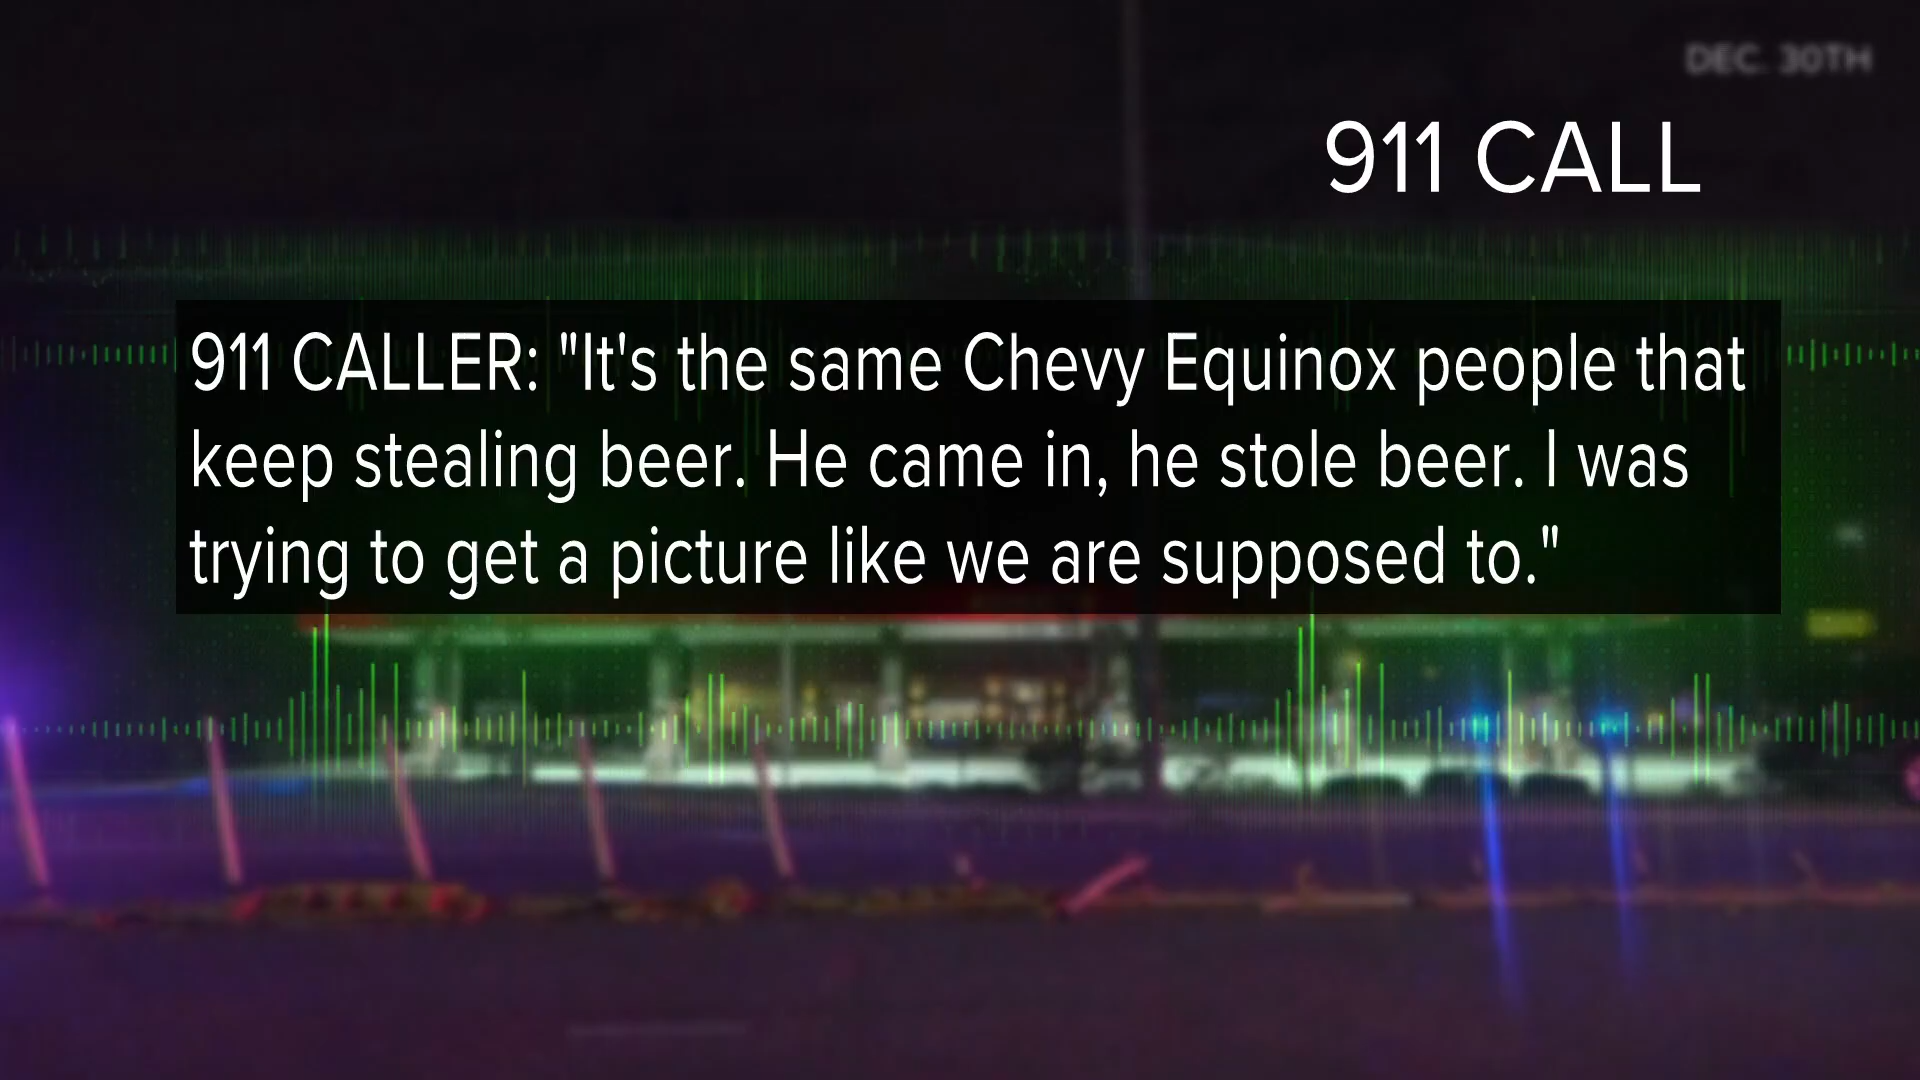 DEC. 30TH
911 CALL
911 CALLER: "It's the same Chevy Equinox people that
keep stealing beer. He came in, he stole beer. I was
trying to get a picture like we are supposed to."